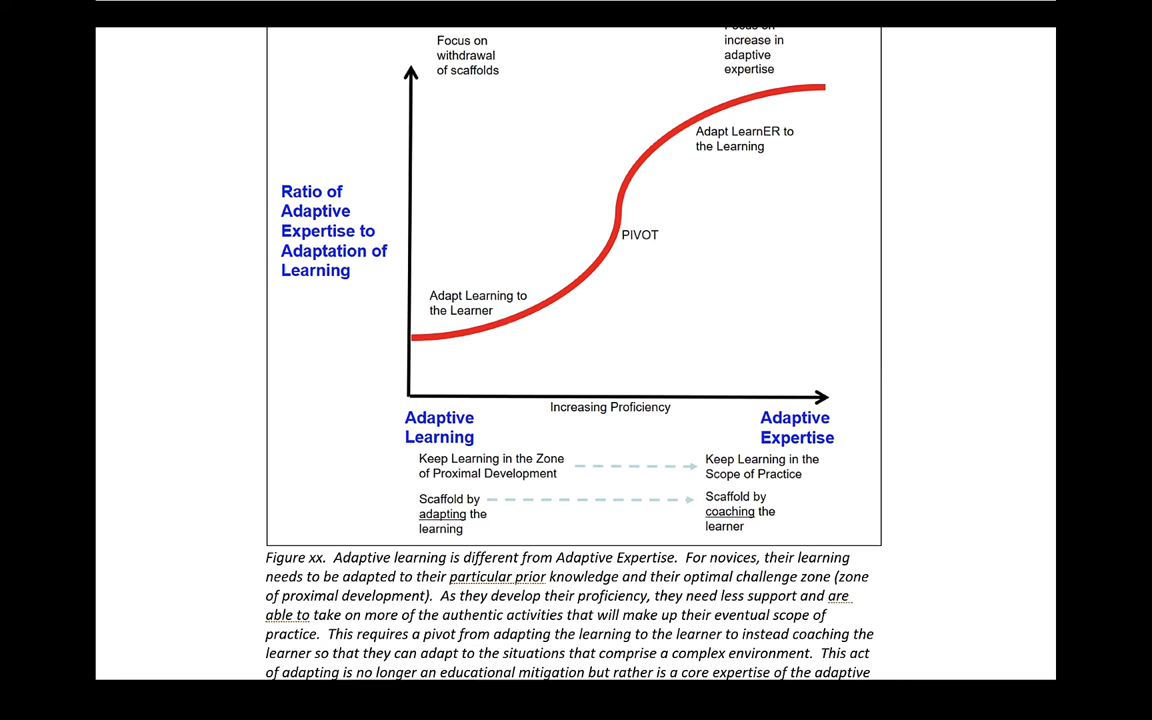 Focus on
withdrawal
of scaffolds
Focus on
increase in
adaptive
expertise
Adapt LearnER to
the Learning
Ratio of
Adaptive
Expertise to
Adaptation of
Learning
PIVOT
Adapt Learning to
the Learner
Increasing Proficiency
Adaptive
Learning
Adaptive
Expertise
Keep Learning in the Zone
of Proximal Development
Keep Learning in the
Scope of Practice
Scaffold by
adapting the
learning
Scaffold by
coaching the
learner
Figure xx. Adaptive learning is different from Adaptive Expertise. For novices, their learning
needs to be adapted to their particular prior knowledge and their optimal challenge zone (zone
of proximal development). As they develop their proficiency, they need less support and are
able to take on more of the authentic activities that will make up their eventual scope of
practice. This requires a pivot from adapting the learning to the learner to instead coaching the
learner so that they can adapt to the situations that comprise a complex environment. This act
of adapting is no longer an educational mitigation but rather is a core expertise of the adaptive